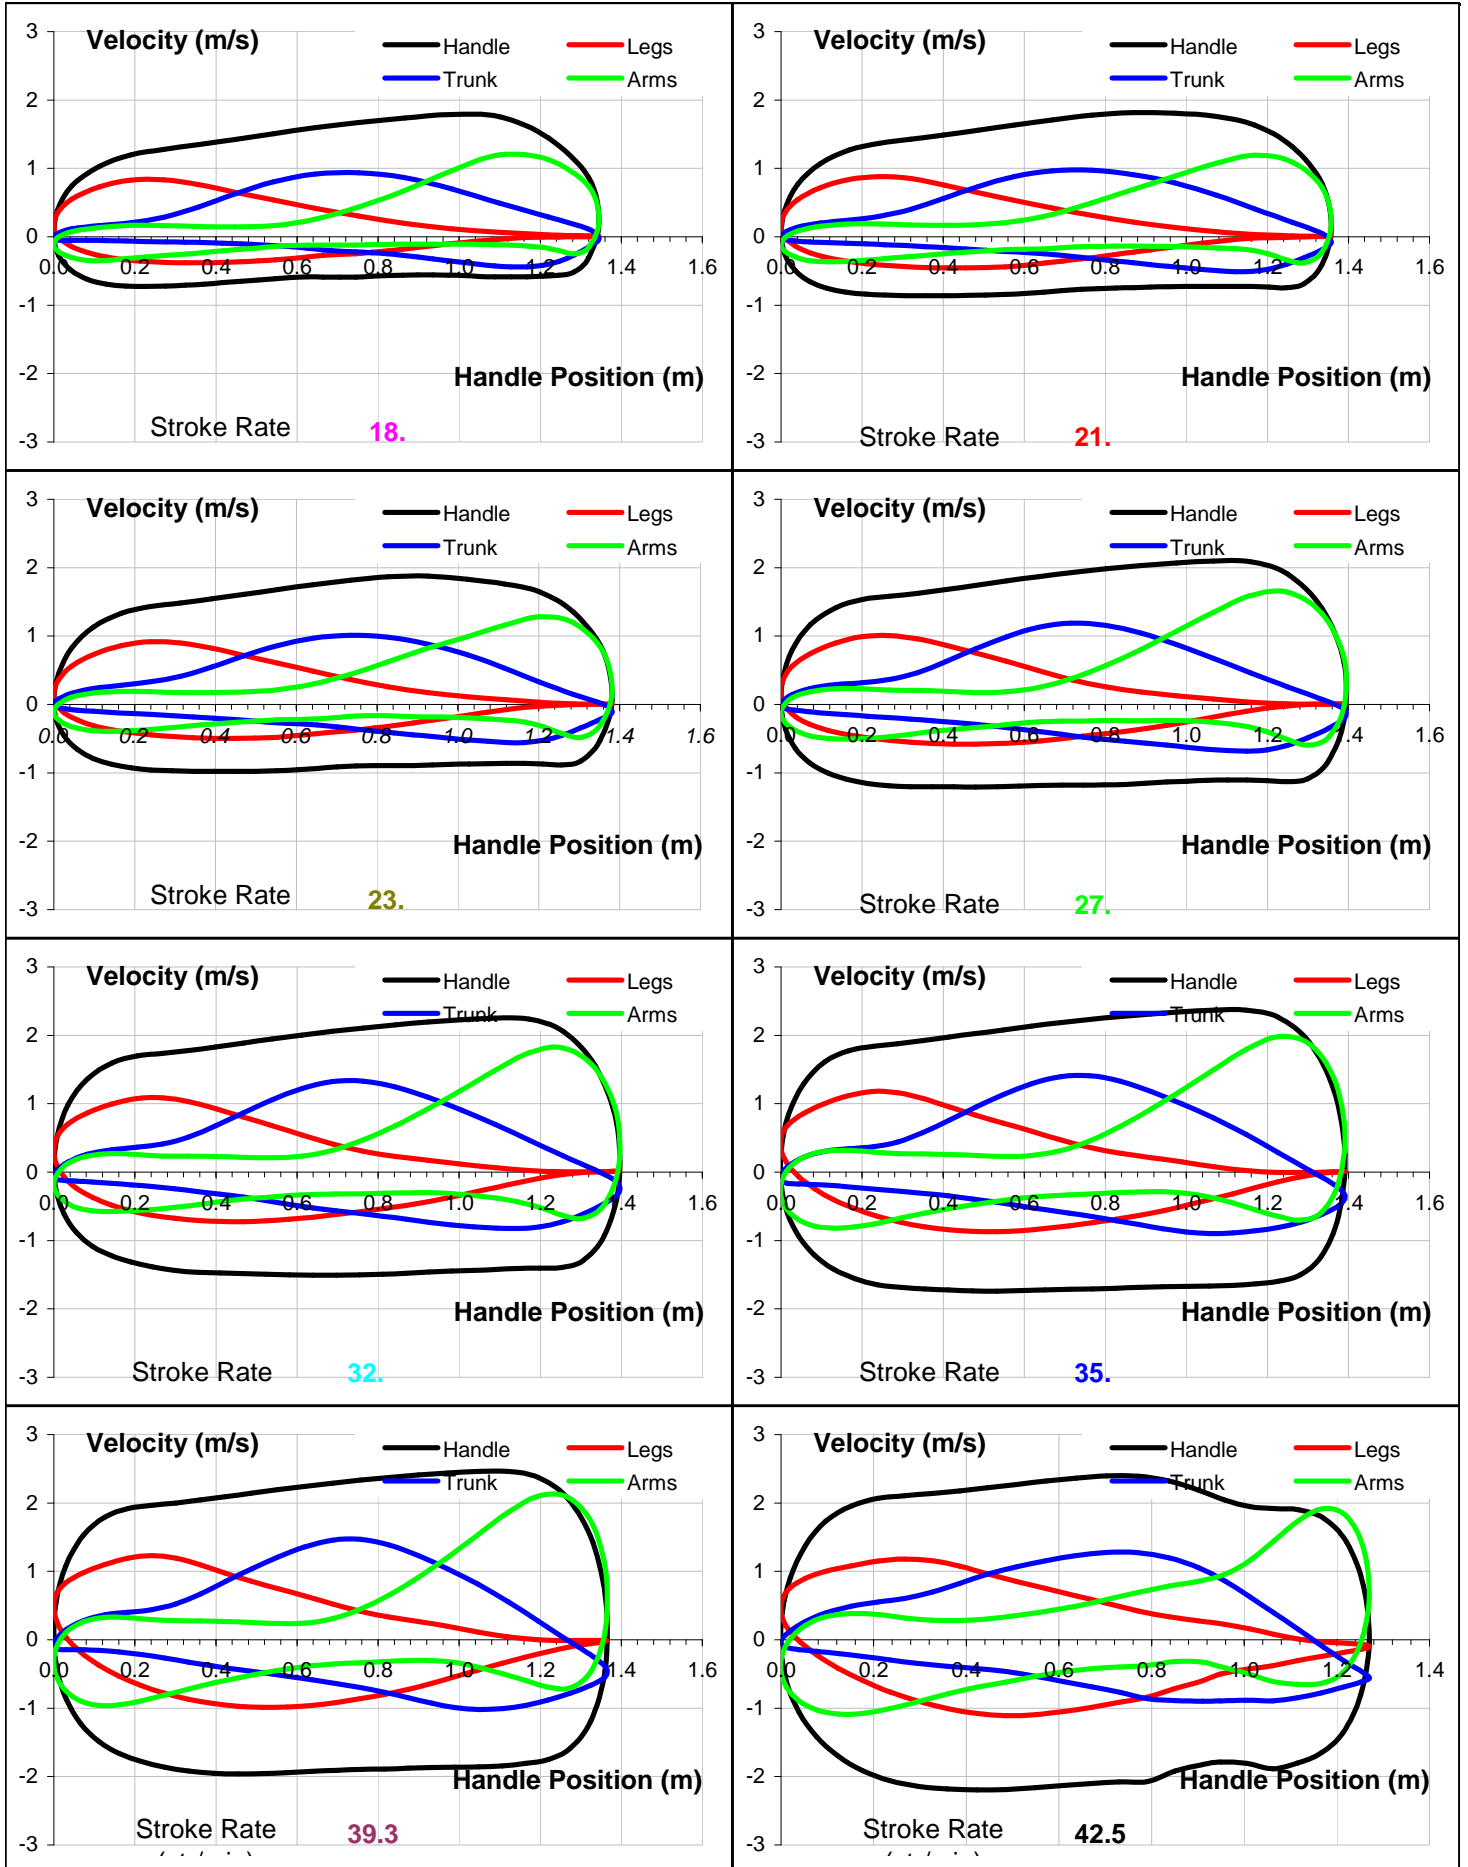 Velocity (m/s)
Handle Legs
Trunk Arms
3
2
1
0
0.0 0.2 0.4 0.6 0.8 1.0 1.2 1.4 1.6
-1
-2
Handle Position (m)
Stroke Rate 18.
-3
Velocity (m/s)
Handle Legs
Trunk Arms
3
2
1
0
0.0 0.2 0.4 0.6 0.8 1.0 1.2 1.4 1.6
-1
-2
Handle Position (m)
Stroke Rate 21.
-3
Velocity (m/s)
Handle Legs
Trunk Arms
3
2
1
0
0.0 0.2 0.4 0.6 0.8 1.0 1.2 1.4 1.6
-1
-2
Handle Position (m)
Stroke Rate 23.
-3
Velocity (m/s)
Handle Legs
Trunk Arms
3
2
1
0
0.0 0.2 0.4 0.6 0.8 1.0 1.2 1.4 1.6
-1
-2
Handle Position (m)
Stroke Rate 27.
-3
Velocity (m/s)
Handle Legs
Trunk Arms
3
2
1
0
0.0 0.2 0.4 0.6 0.8 1.0 1.2 1.4 1.6
-1
-2
Handle Position (m)
Stroke Rate 32.
-3
Velocity (m/s)
Handle Legs
Trunk Arms
3
2
1
0
0.0 0.2 0.4 0.6 0.8 1.0 1.2 1.4 1.6
-1
-2
Handle Position (m)
Stroke Rate 35.
-3
Velocity (m/s)
Handle Legs
Trunk Arms
3
2
1
0
0.0 0.2 0.4 0.6 0.8 1.0 1.2 1.4 1.6
-1
-2
Handle Position (m)
Stroke Rate 39.3
-3
Velocity (m/s)
Handle Legs
Trunk Arms
3
2
1
0
0.0 0.2 0.4 0.6 0.8 1.0 1.2 1.4
-1
-2
Handle Position (m)
Stroke Rate 42.5
-3